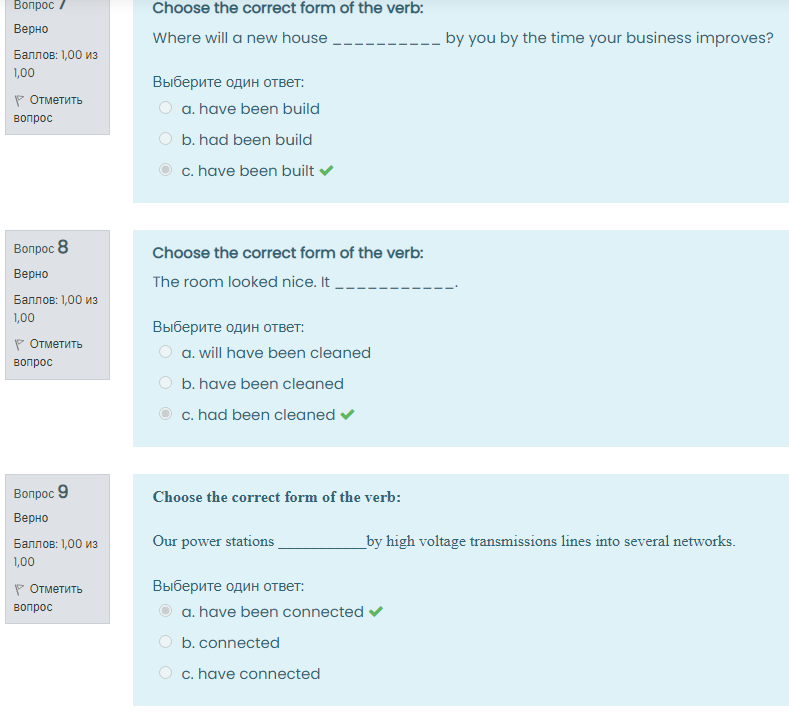 Вопрос 7
Верно
Баллов: 1,00 из
1,00
Отметить
вопрос
Choose the correct form of the verb:
Where will a new house __________ by you by the time your business improves?
Выберите один ответ:
a. have been build
b. had been build
c. have been built
Вопрос 8
Верно
Баллов: 1,00 из
1,00
Отметить
вопрос
Choose the correct form of the verb:
The room looked nice. It ___________.
Выберите один ответ:
a. will have been cleaned
b. have been cleaned
c. had been cleaned
Вопрос 9
Верно
Баллов: 1,00 из
1,00
Отметить
вопрос
Choose the correct form of the verb:
Our power stations ___________by high voltage transmissions lines into several networks.
Выберите один ответ:
a. have been connected
b. connected
c. have connected